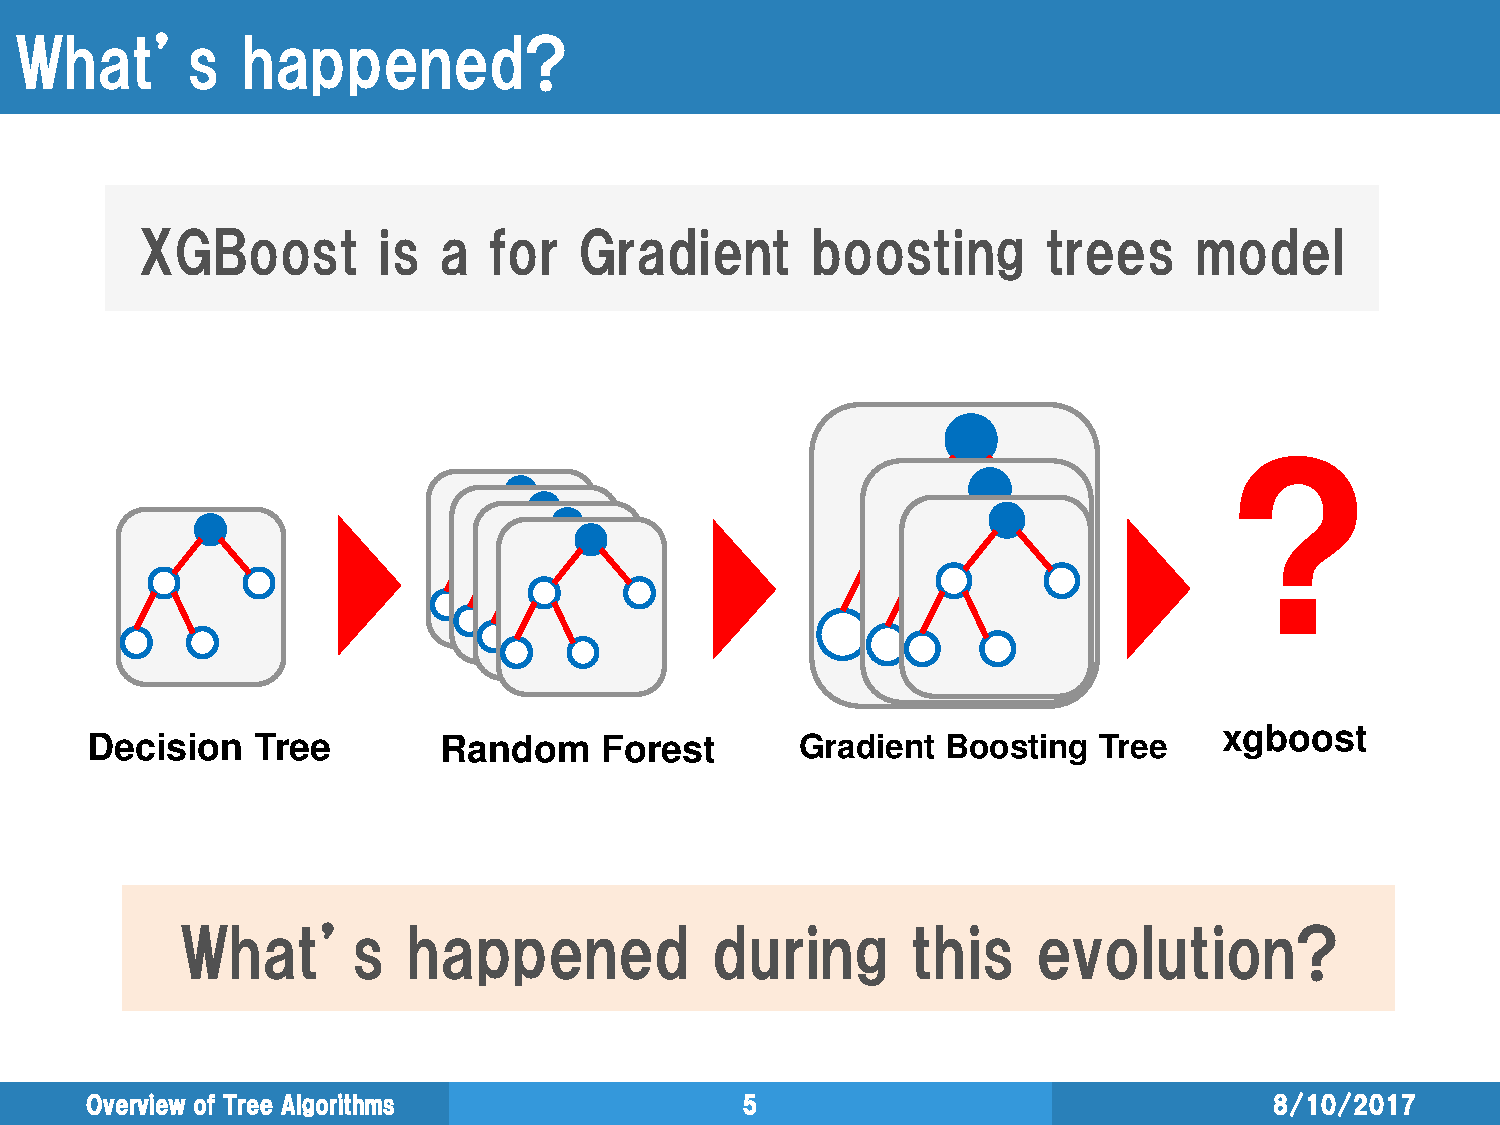 What's happened?
XGBoost is a for Gradient boosting trees model
?
Decision Tree
Random Forest
Gradient Boosting Tree
xgboost
What's happened during this evolution?
Overview of Tree Algorithms
5
8/10/2017